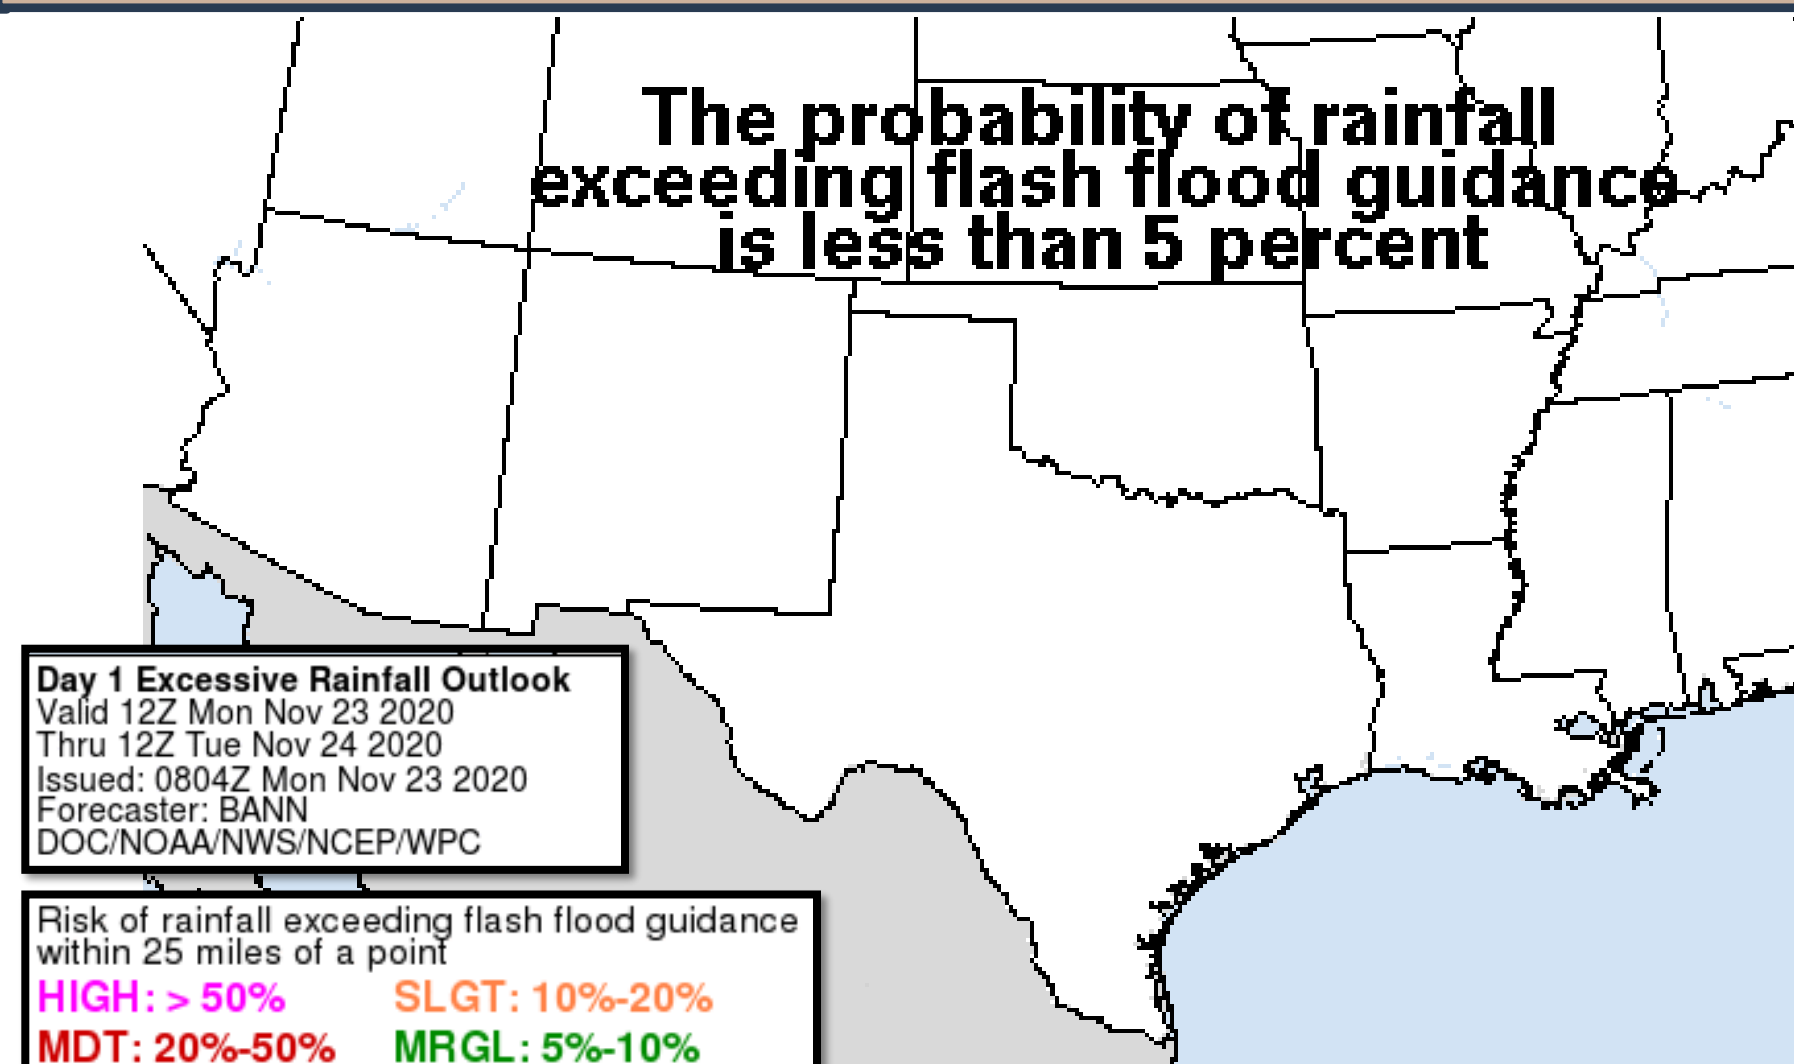 The probability of rainfall
exceeding flash flood guidance
is less than 5 percent
Day 1 Excessive Rainfall Outlook
Valid 12Z Mon Nov 23 2020
Thru 12Z Tue Nov 24 2020
Issued: 0804Z Mon Nov 23 2020
Forecaster: BANN
DOC/NOAA/NWS/NCEP/WPC
Risk of rainfall exceeding flash flood guidance
within 25 miles of a point
HIGH: > 50% SLGT: 10%-20%
MDT: 20%-50% MRGL: 5%-10%